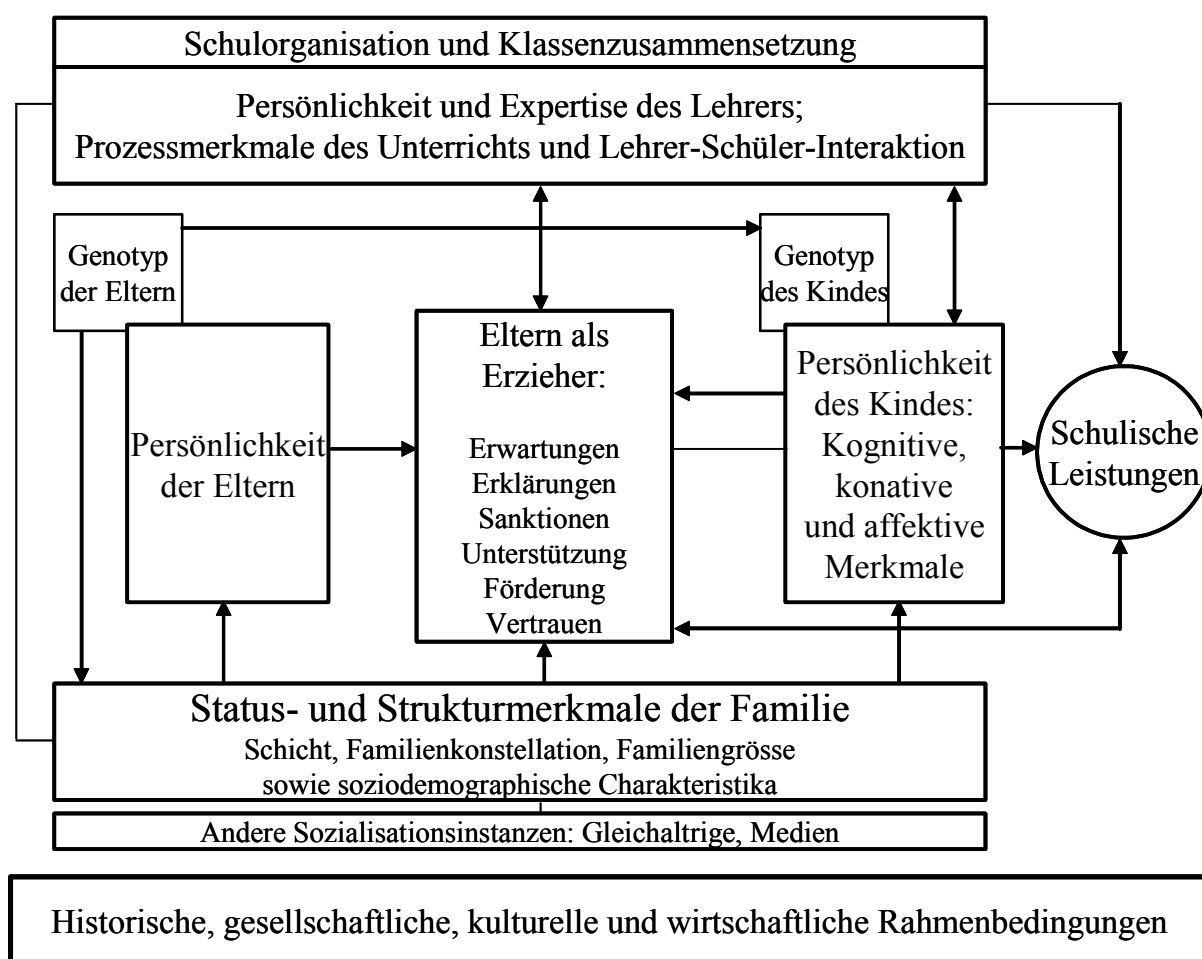 Schulorganisation und Klassenzusammensetzung
Persönlichkeit und Expertise des Lehrers;
Prozessmerkmale des Unterrichts und Lehrer-Schüler-Interaktion
Genotyp
der Eltern
Genotyp
des Kindes
Persönlichkeit
der Eltern
Eltern als
Erzieher:
Erwartungen
Erklärungen
Sanktionen
Unterstützung
Förderung
Vertrauen
Persönlichkeit
des Kindes:
Kognitive,
konative
und affektive
Merkmale
Schulische
Leistungen
Status- und Strukturmerkmale der Familie
Schicht, Familienkonstellation, Familiengrösse
sowie soziodemographische Charakteristika
Andere Sozialisationsinstanzen: Gleichaltrige, Medien
Historische, gesellschaftliche, kulturelle und wirtschaftliche Rahmenbedingungen